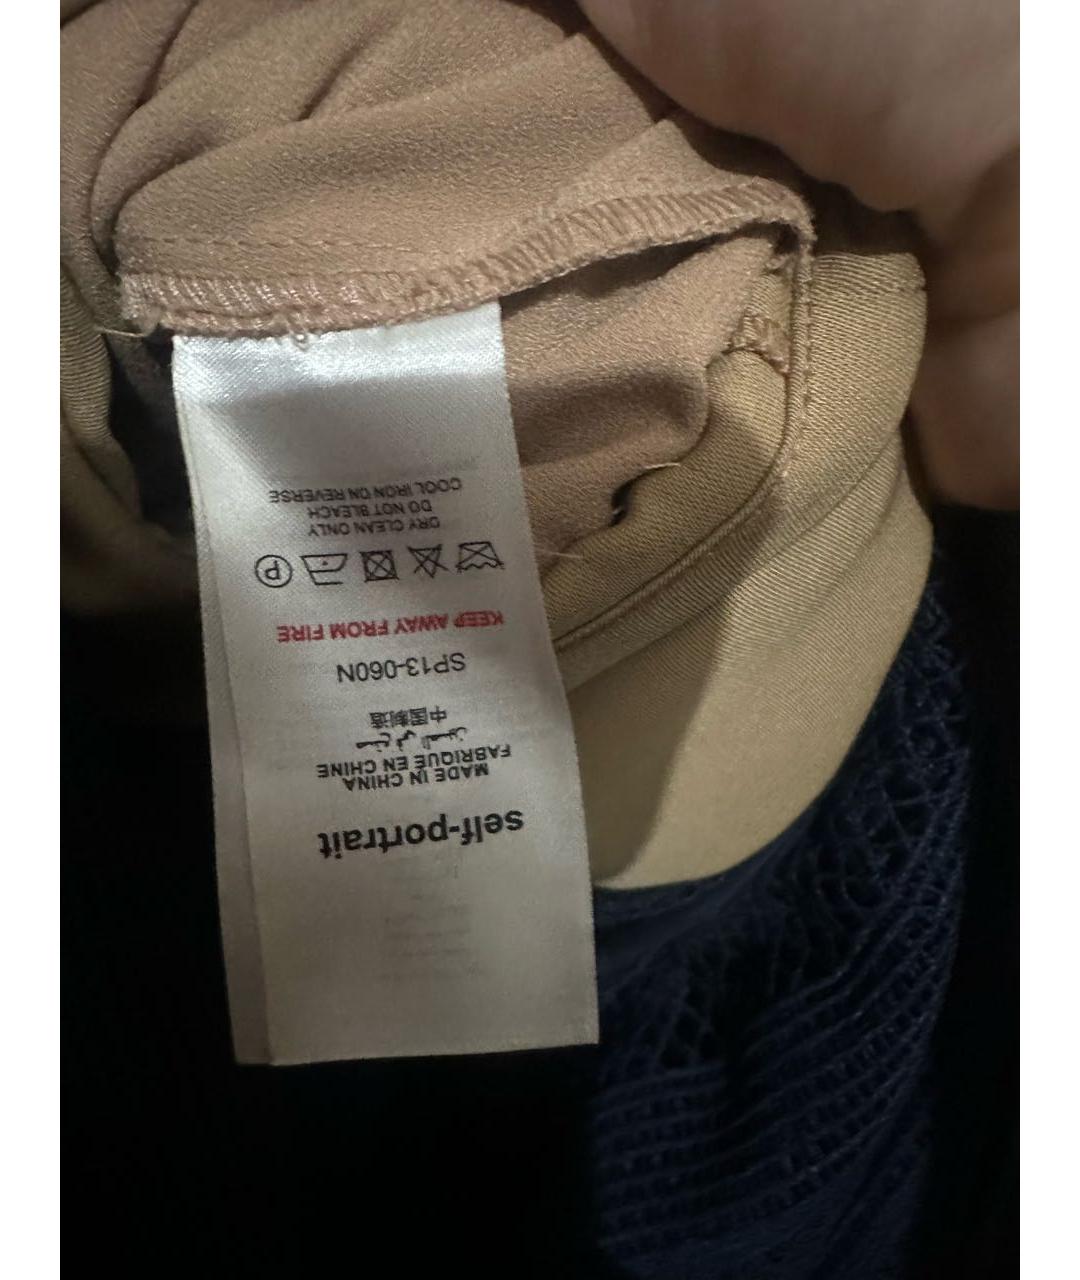 self-portrait
MADE IN CHINA
FABRIQUÉ EN CHINE
صنع في الصين
中国制造
SP13-060N
KEEP AWAY FROM FIRE
P
DRY CLEAN ONLY
DO NOT BLEACH
COOL IRON ON REVERSE